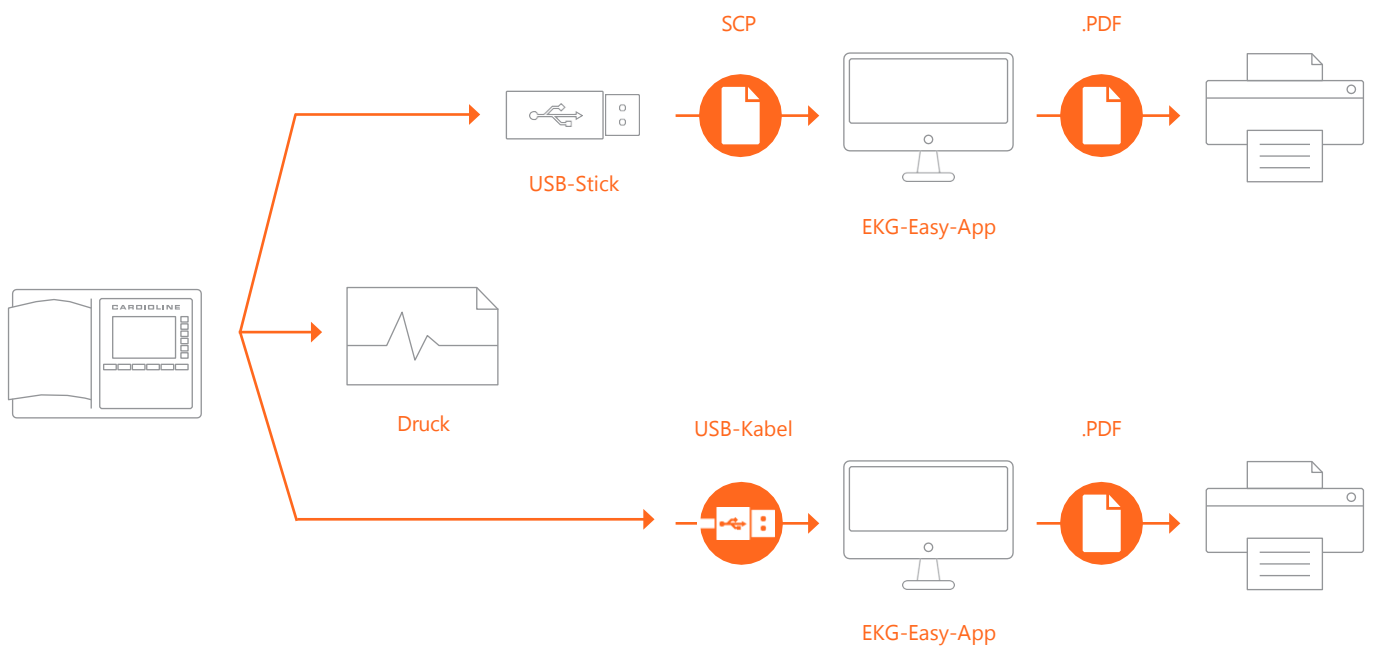 SCP
.PDF
USB-Stick
EKG-Easy-App
CARDIOLINE
Druck
USB-Kabel
.PDF
EKG-Easy-App